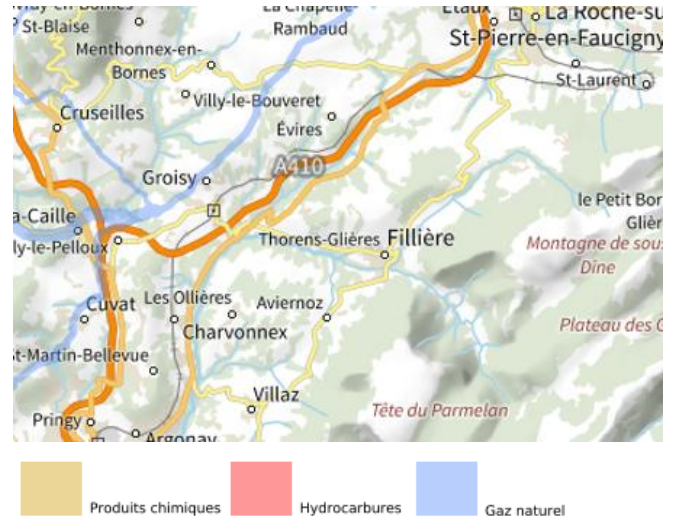 St-Blaise
La Chapelle-
Rambaud
Etaux
La Roche-su
St-Pierre-en-Faucigny
Menthonnex-en-
Bornes
St-Laurent
Villy-le-Bouveret
Cruseilles
Évires
A410
Groisy
le Petit Bor
Glièr
a-Caille
ly-le-Pelloux
Thorens-Glières
Fillière
Montagne de sous
Dîne
Cuvat
Les Ollières
Aviernoz
Charvonnex
Plateau des G
t-Martin-Bellevue
Villaz
Tête du Parmelan
Pringy
Argonay
Produits chimiques
Hydrocarbures
Gaz naturel